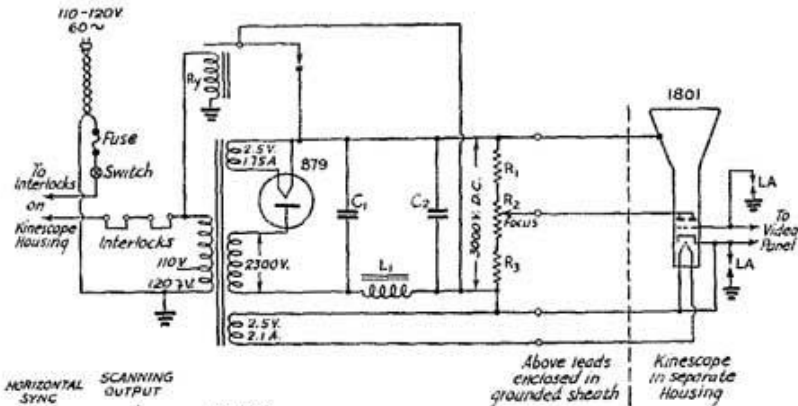 110-120V.
60~
Fuse
Switch
To
Interlocks
on
Kinescope
Housing
Interlocks
110V
120?V.
Ry
2.5V.
1.75A
879
2300V.
2.5V.
2.1A.
C1
C2
L1
3000 V. D.C.
R1
R2
FOCUS
R3
1801
LA
To
Video
Panel
LA
Above leads
enclosed in
grounded sheath
Kinescope
in separate
Housing
HORIZONTAL
SYNC
SCANNING
OUTPUT